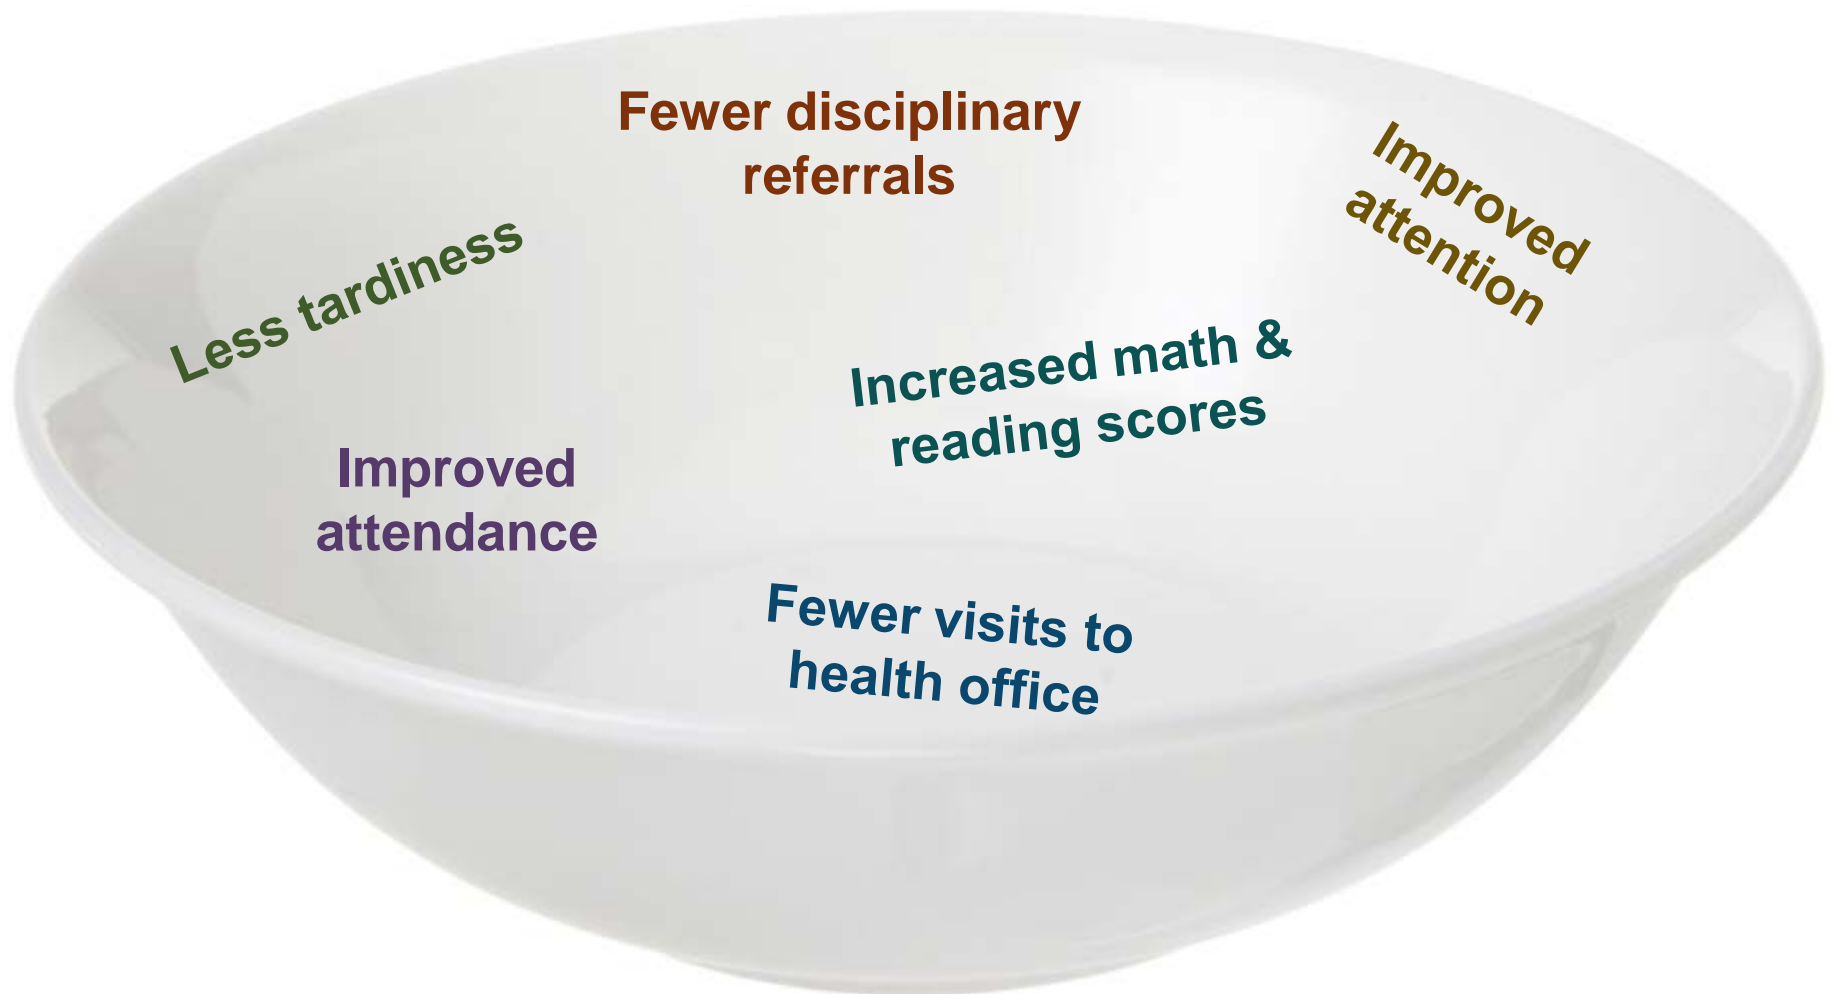 Fewer disciplinary
referrals
Improved
attention
Less tardiness
Increased math &
reading scores
Improved
attendance
Fewer visits to
health office